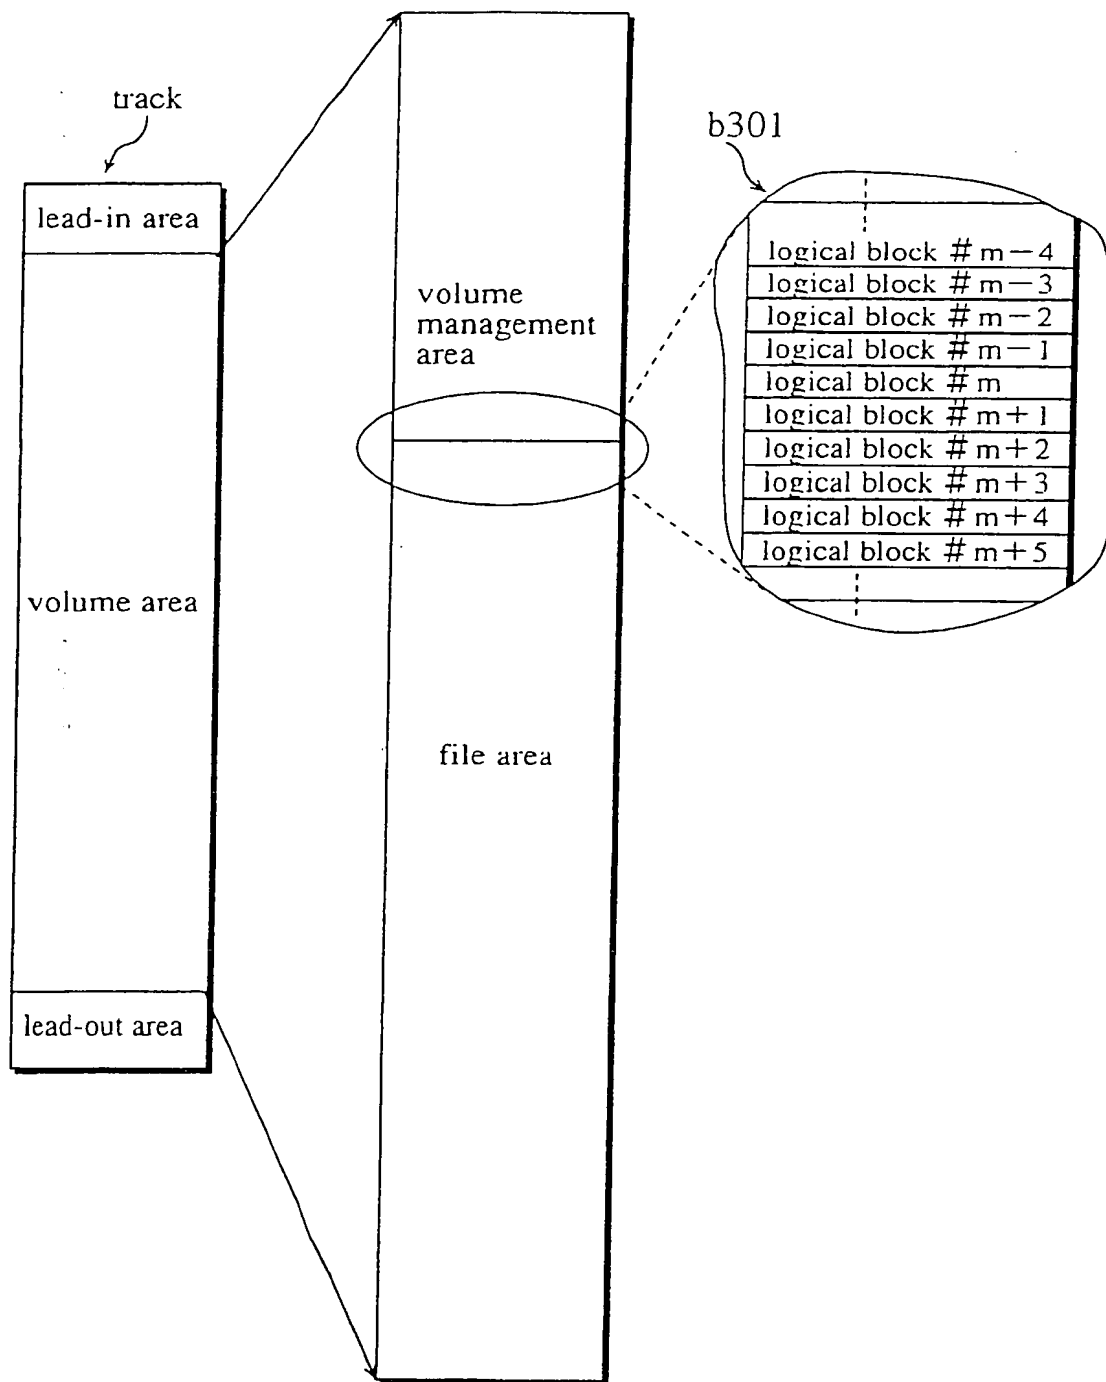 track
lead-in area
volume area
lead-out area
volume
management
area
file area
b301
logical block # m−4
logical block # m−3
logical block # m−2
logical block # m−1
logical block # m
logical block # m+1
logical block # m+2
logical block # m+3
logical block # m+4
logical block # m+5